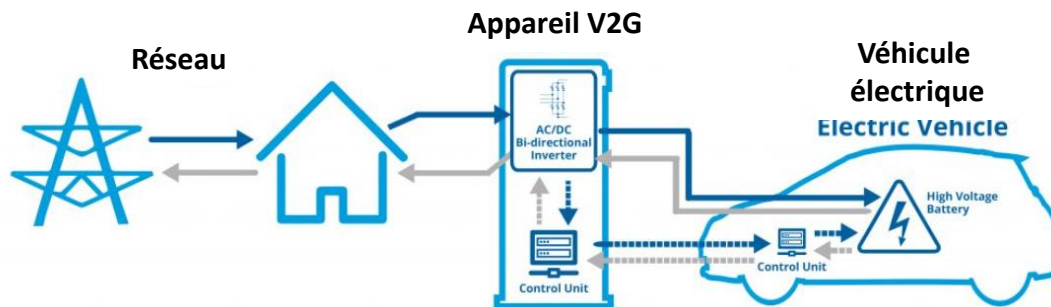 Appareil V2G
Réseau
Véhicule
électrique
Electric Vehicle
AC/DC
Bi-directional
Inverter
High Voltage
Battery
Control Unit
Control Unit